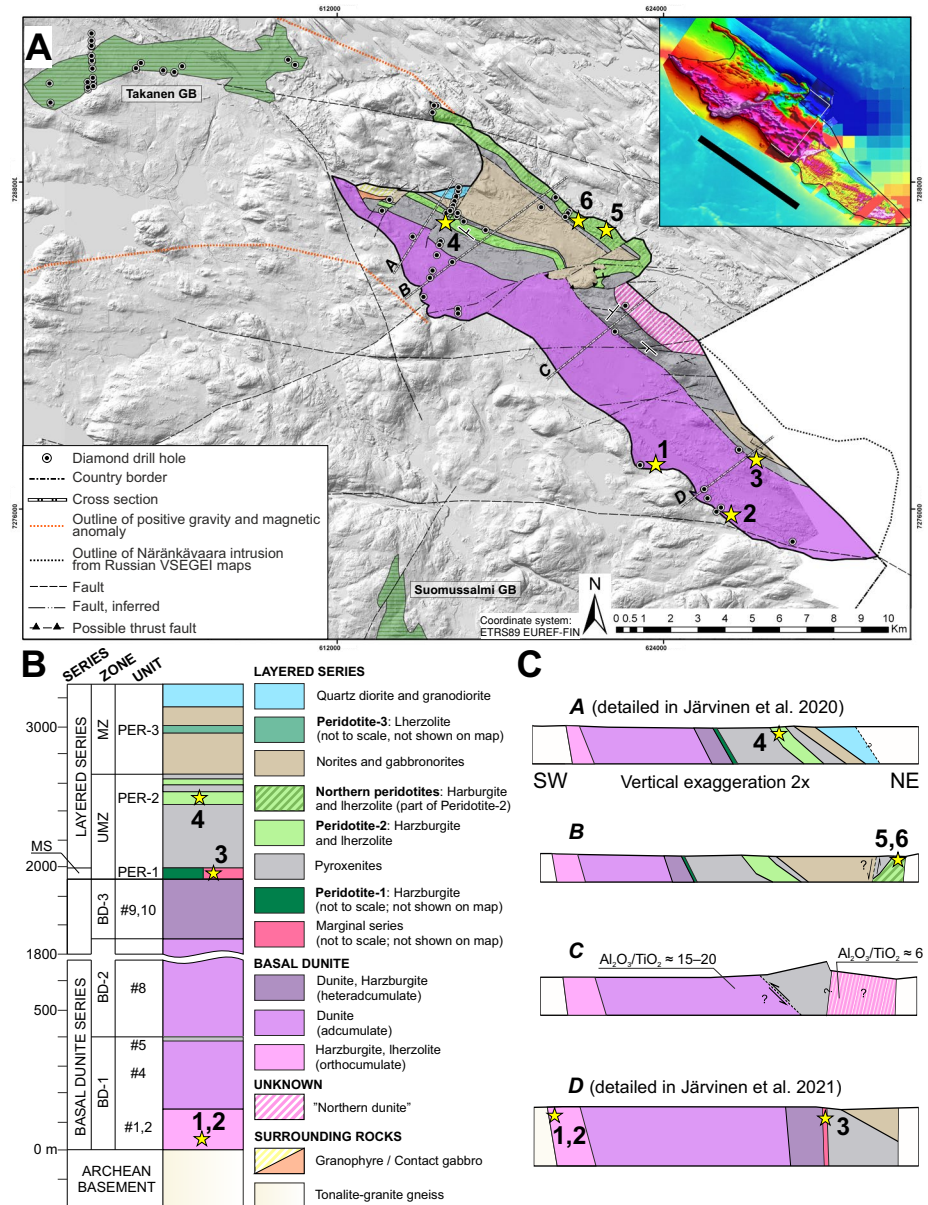 A
612000
624000
Takanen GB
7288000
6
5
4
A
B
C
1
3
D
2
7276000
Diamond drill hole
Country border
Cross section
Outline of positive gravity and magnetic
anomaly
Outline of Näränkävaara intrusion
from Russian VSEGEI maps
Fault
Fault, inferred
Possible thrust fault
Suomussalmi GB
N
Coordinate system:
ETRS89 EUREF-FIN
0 0.5 1 2 3 4 5 6 7 8 9 10
Km
612000
624000
B
SERIES
ZONE
UNIT
LAYERED SERIES
MZ
UMZ
3000
PER-3
PER-2
4
3
MS
2000
PER-1
BD-3
#9,10
1800
BASAL DUNITE SERIES
BD-2
#8
500
#5
#4
BD-1
1,2
#1,2
0 m
ARCHEAN
BASEMENT
LAYERED SERIES
Quartz diorite and granodiorite
Peridotite-3: Lherzolite
(not to scale, not shown on map)
Norites and gabbronorites
Northern peridotites: Harburgite
and lherzolite (part of Peridotite-2)
Peridotite-2: Harzburgite
and lherzolite
Pyroxenites
Peridotite-1: Harzburgite
(not to scale; not shown on map)
Marginal series
(not to scale; not shown on map)
BASAL DUNITE
Dunite, Harzburgite
(heteradcumulate)
Dunite
(adcumulate)
Harzburgite, lherzolite
(orthocumulate)
UNKNOWN
"Northern dunite"
SURROUNDING ROCKS
Granophyre / Contact gabbro
Tonalite-granite gneiss
C
A (detailed in Järvinen et al. 2020)
4
?
SW
Vertical exaggeration 2x
NE
B
5,6
?
C
Al₂O₃/TiO₂ ≈ 15–20
Al₂O₃/TiO₂ ≈ 6
?
?
?
D (detailed in Järvinen et al. 2021)
1,2
3